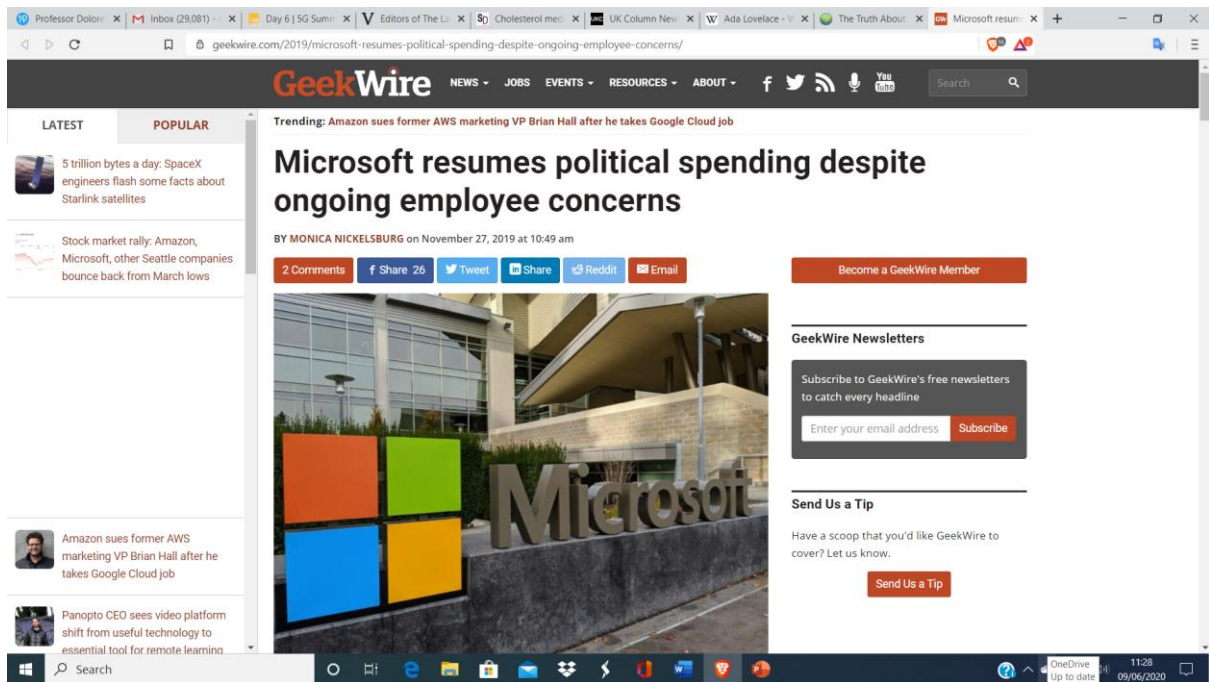 Professor Dolore
Inbox (29,081) -
Day 6 | 5G Summ
Editors of The La
Cholesterol medi
UK Column New
Ada Lovelace - W
The Truth About
Microsoft resum
geekwire.com/2019/microsoft-resumes-political-spending-despite-ongoing-employee-concerns/
GeekWire
NEWS
JOBS
EVENTS
RESOURCES
ABOUT
You
Tube
Search
LATEST
POPULAR
5 trillion bytes a day: SpaceX
engineers flash some facts about
Starlink satellites
Stock market rally: Amazon,
Microsoft, other Seattle companies
bounce back from March lows
Amazon sues former AWS
marketing VP Brian Hall after he
takes Google Cloud job
Panopto CEO sees video platform
shift from useful technology to
essential tool for remote learning
Trending: Amazon sues former AWS marketing VP Brian Hall after he takes Google Cloud job
Microsoft resumes political spending despite
ongoing employee concerns
BY MONICA NICKELSBURG on November 27, 2019 at 10:49 am
2 Comments
Share 26
Tweet
Share
Reddit
Email
Microsoft
Become a GeekWire Member
GeekWire Newsletters
Subscribe to GeekWire's free newsletters
to catch every headline
Enter your email address
Subscribe
Send Us a Tip
Have a scoop that you'd like GeekWire to
cover? Let us know.
Send Us a Tip
Search
OneDrive
Up to date
11:28
09/06/2020